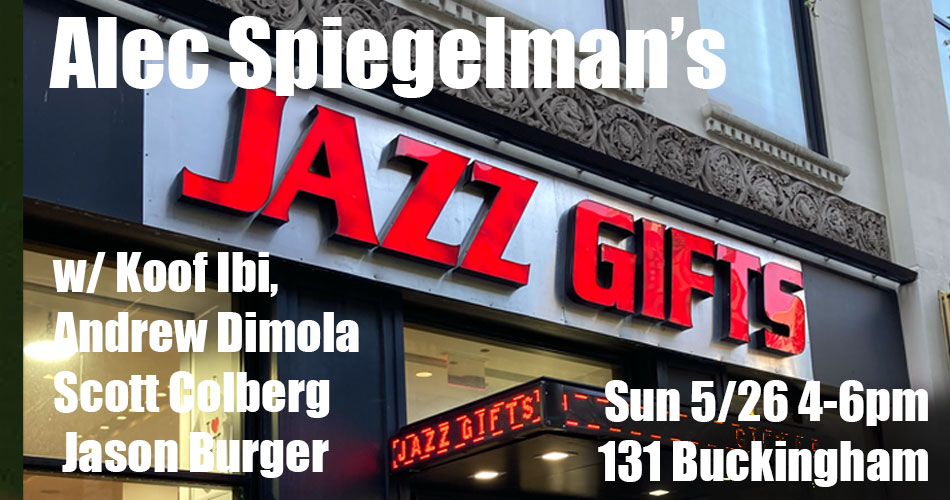 Alec Spiegelman's
JAZZ GIFTS
w/ Koof Ibi,
Andrew Dimola
Scott Colberg
Jason Burger
JAZZ GIFTS
Sun 5/26 4-6pm
131 Buckingham